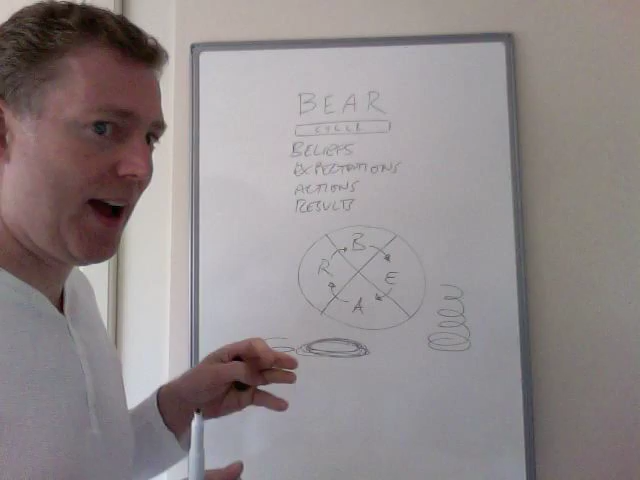 BEAR
CYCLE
BELIEFS
EXPECTATIONS
ACTIONS
RESULTS
B
R
E
A